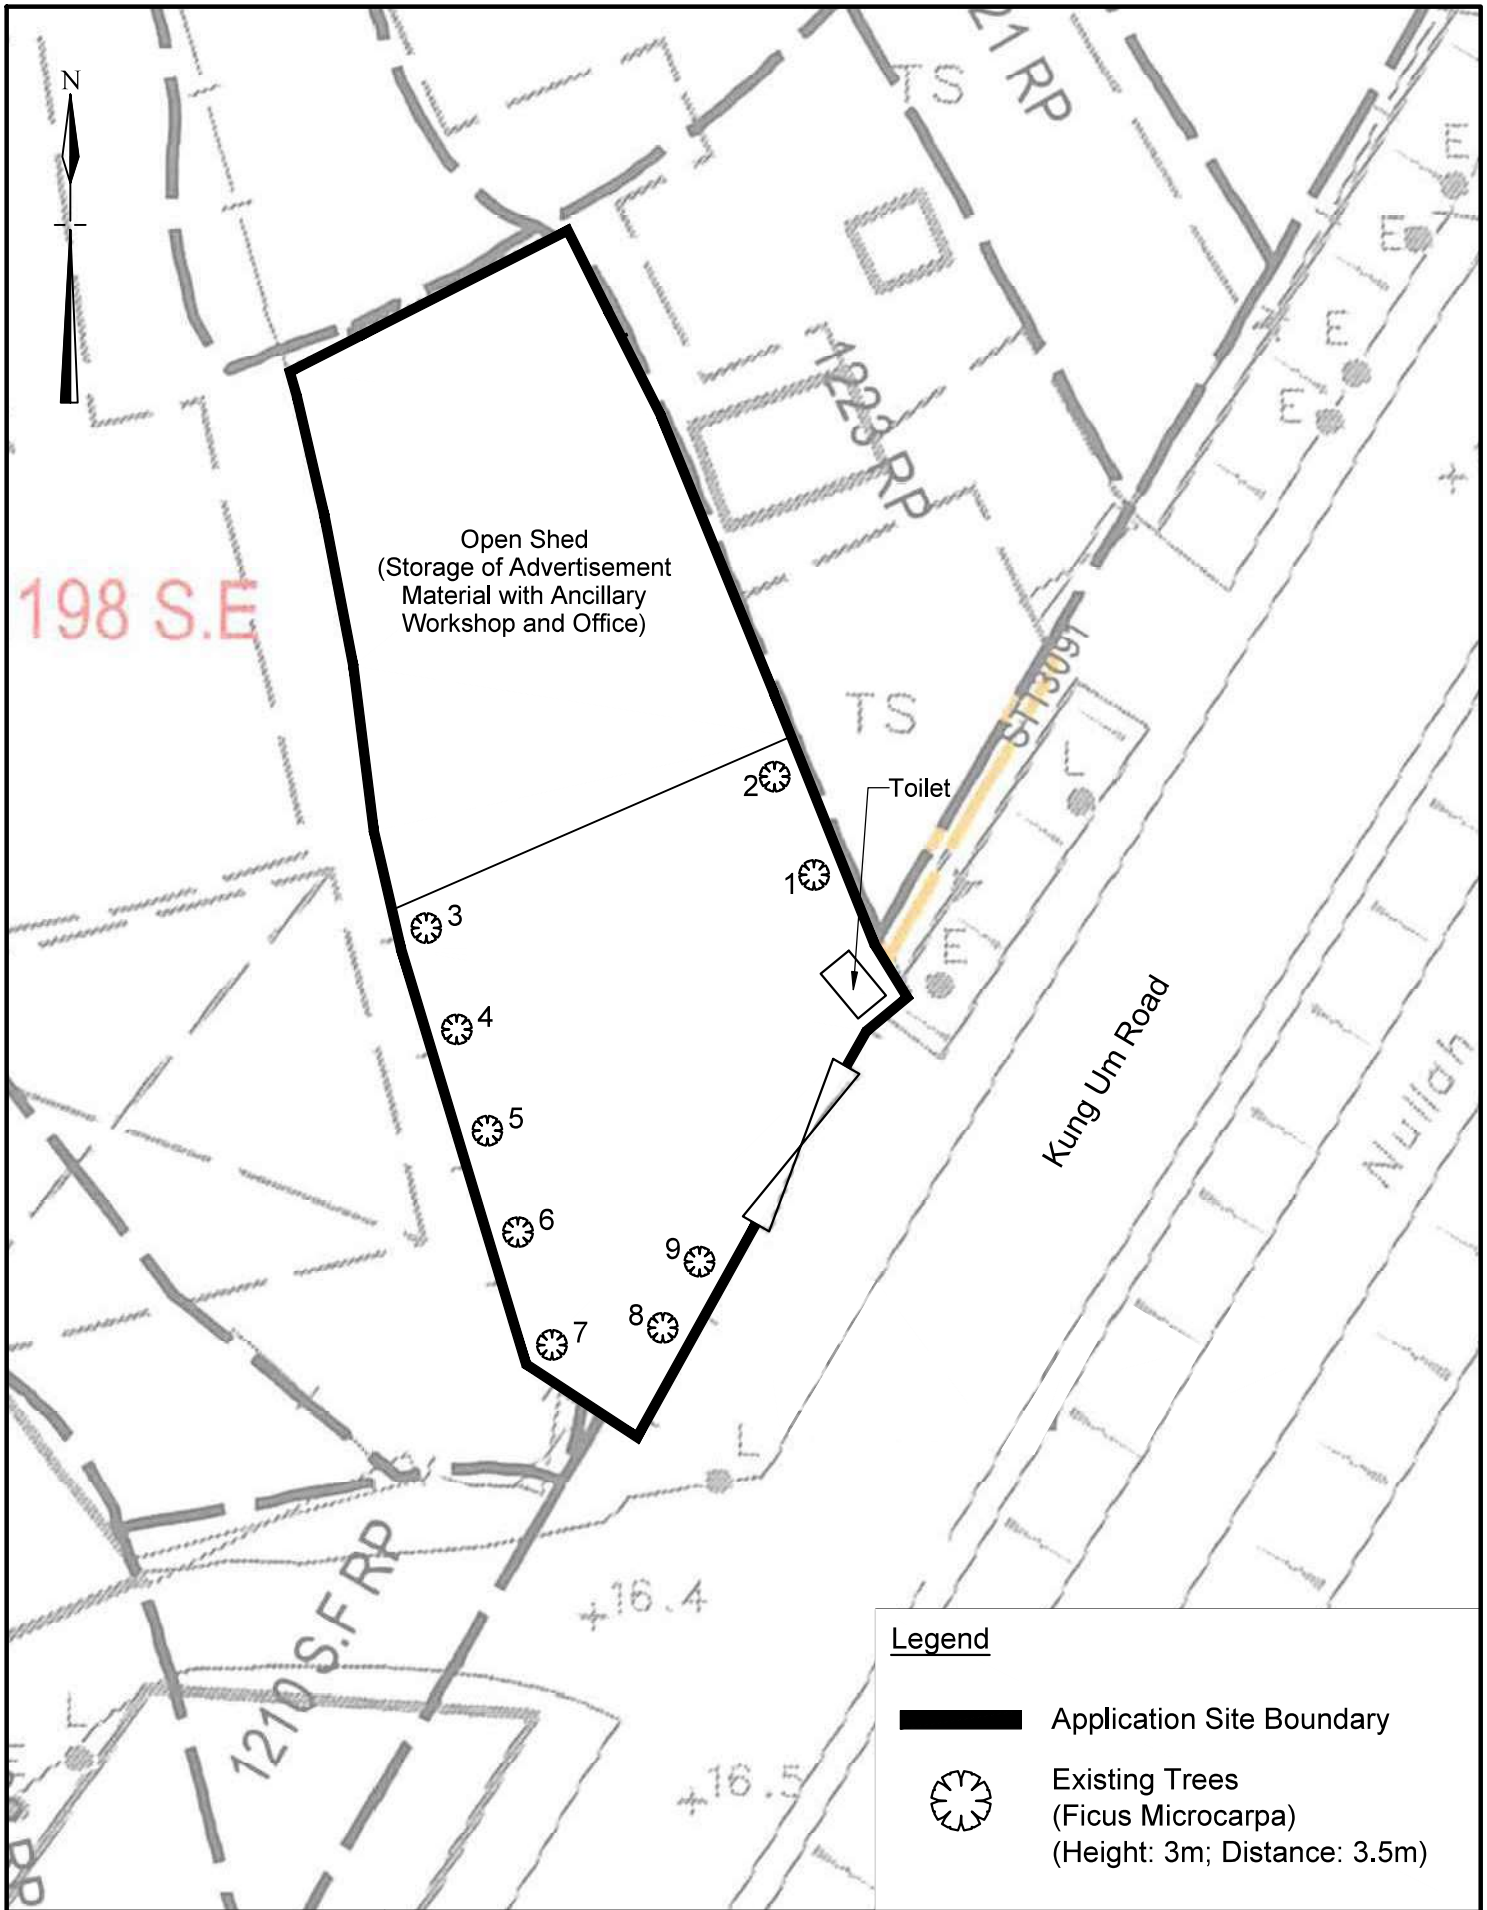 21 RP
TS
N
E
E
E
E
1223 RP
Open Shed
(Storage of Advertisement
Material with Ancillary
Workshop and Office)
198 S.E
STT3097
TS
L
2
Toilet
1
3
E
4
Kung Um Road
Nullah
5
6
9
8
7
L
16.4
1210 S.F RP
L
16.5
Legend
Application Site Boundary
Existing Trees
(Ficus Microcarpa)
(Height: 3m; Distance: 3.5m)